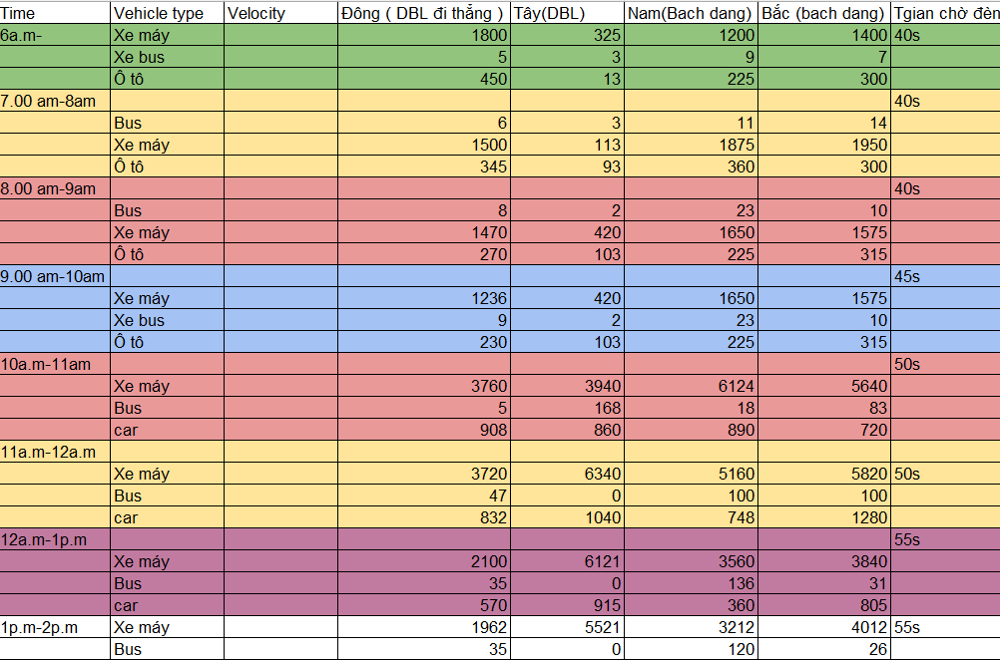 Time Vehicle type Velocity Đông ( DBL đi thẳng ) Tây(DBL) Nam(Bach dang) Bắc (bach dang) Tgian chờ đèn
6a.m- Xe máy 1800 325 1200 1400 40s
Xe bus 5 3 9 7
Ô tô 450 13 225 300
7.00 am-8am 40s
Bus 6 3 11 14
Xe máy 1500 113 1875 1950
Ô tô 345 93 360 300
8.00 am-9am 40s
Bus 8 2 23 10
Xe máy 1470 420 1650 1575
Ô tô 270 103 225 315
9.00 am-10am 45s
Xe máy 1236 420 1650 1575
Xe bus 9 2 23 10
Ô tô 230 103 225 315
10a.m-11am 50s
Xe máy 3760 3940 6124 5640
Bus 5 168 18 83
car 908 860 890 720
11a.m-12a.m
Xe máy 3720 6340 5160 5820 50s
Bus 47 0 100 100
car 832 1040 748 1280
12a.m-1p.m 55s
Xe máy 2100 6121 3560 3840
Bus 35 0 136 31
car 570 915 360 805
1p.m-2p.m Xe máy 1962 5521 3212 4012 55s
Bus 35 0 120 26